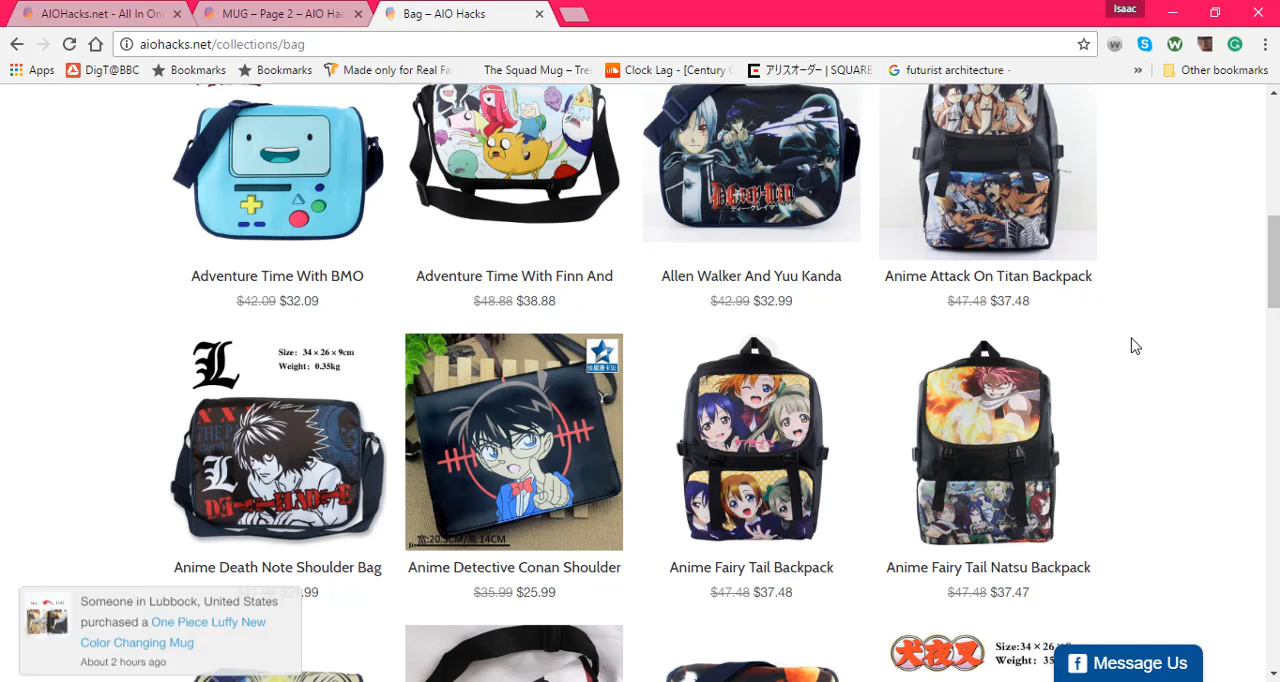 AIOHacks.net - All In On
MUG – Page 2 – AIO Hac
Bag – AIO Hacks
Isaac
aiohacks.net/collections/bag
Apps
DigT@BBC
Bookmarks
Bookmarks
Made only for Real Fa
The Squad Mug – Tre
Clock Lag - [Century C
アリスオーダー | SQUARE
futurist architecture -
Other bookmarks
Adventure Time With BMO
$42.09 $32.09
Adventure Time With Finn And
$48.88 $38.88
Allen Walker And Yuu Kanda
$42.99 $32.99
Anime Attack On Titan Backpack
$47.48 $37.48
L
Size: 34×26×9cm
Weight: 0.35kg
L
Anime Death Note Shoulder Bag
Anime Detective Conan Shoulder
$35.99 $25.99
Anime Fairy Tail Backpack
$47.48 $37.48
Anime Fairy Tail Natsu Backpack
$47.48 $37.47
Someone in Lubbock, United States
purchased a One Piece Luffy New
Color Changing Mug
About 2 hours ago
犬夜叉
Size:34×26×
Weight:
Message Us